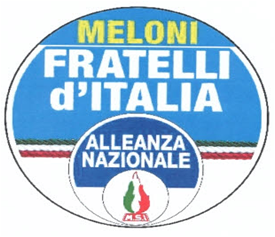 MELONI
FRATELLI
d'ITALIA
ALLEANZA
NAZIONALE
M.S.I.